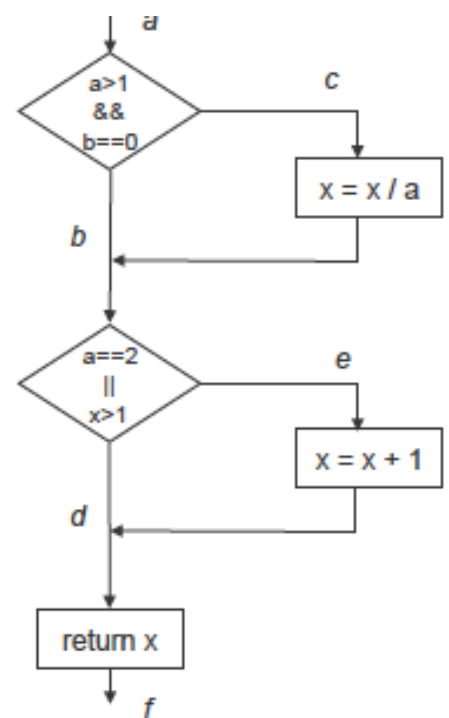 a
a>1
&&
b==0
c
x = x / a
b
a==2
||
x>1
e
x = x + 1
d
return x
f